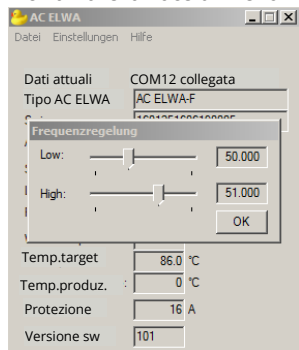 AC ELWA
Datei Einstellungen Hilfe
Dati attuali COM12 collegata
Tipo AC ELWA AC ELWA-F
Frequenzregelung
Low: 50.000
High: 51.000
OK
Temp.target 86.0 °C
Temp.produz. : 0 °C
Protezione 16 A
Versione sw 101